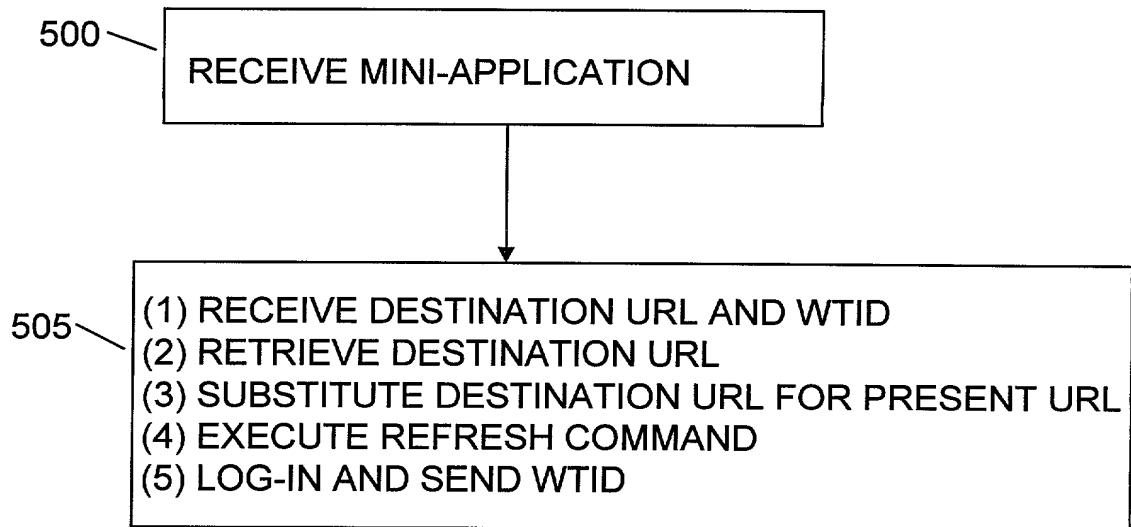 500
RECEIVE MINI-APPLICATION
505
(1) RECEIVE DESTINATION URL AND WTID
(2) RETRIEVE DESTINATION URL
(3) SUBSTITUTE DESTINATION URL FOR PRESENT URL
(4) EXECUTE REFRESH COMMAND
(5) LOG-IN AND SEND WTID